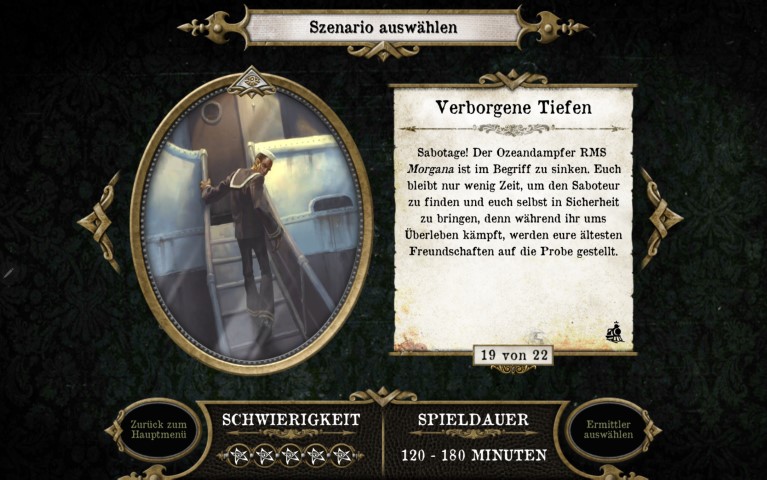 Szenario auswählen
Verborgene Tiefen
Sabotage! Der Ozeandampfer RMS
Morgana ist im Begriff zu sinken. Euch
bleibt nur wenig Zeit, um den Saboteur
zu finden und euch selbst in Sicherheit
zu bringen, denn während ihr ums
Überleben kämpft, werden eure ältesten
Freundschaften auf die Probe gestellt.
19 von 22
Zurück zum
Hauptmenü
SCHWIERIGKEIT
SPIELDAUER
120 - 180 MINUTEN
Ermittler
auswählen